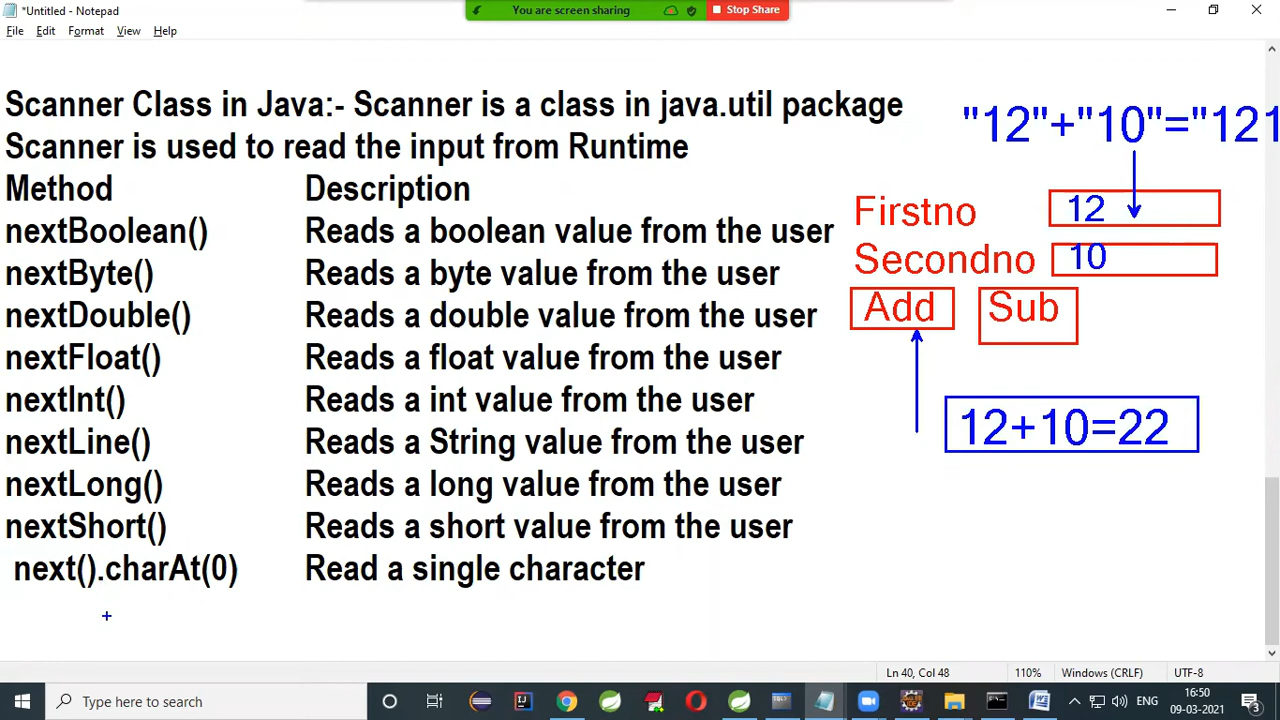 *Untitled - Notepad
You are screen sharing
Stop Share
File Edit Format View Help
Scanner Class in Java:- Scanner is a class in java.util package
Scanner is used to read the input from Runtime
Method Description
nextBoolean() Reads a boolean value from the user
nextByte() Reads a byte value from the user
nextDouble() Reads a double value from the user
nextFloat() Reads a float value from the user
nextInt() Reads a int value from the user
nextLine() Reads a String value from the user
nextLong() Reads a long value from the user
nextShort() Reads a short value from the user
next().charAt(0) Read a single character
"12"+"10"="121
Firstno 12
Secondno 10
Add Sub
12+10=22
Ln 40, Col 48 110% Windows (CRLF) UTF-8
Type here to search
ENG
16:50
09-03-2021
3